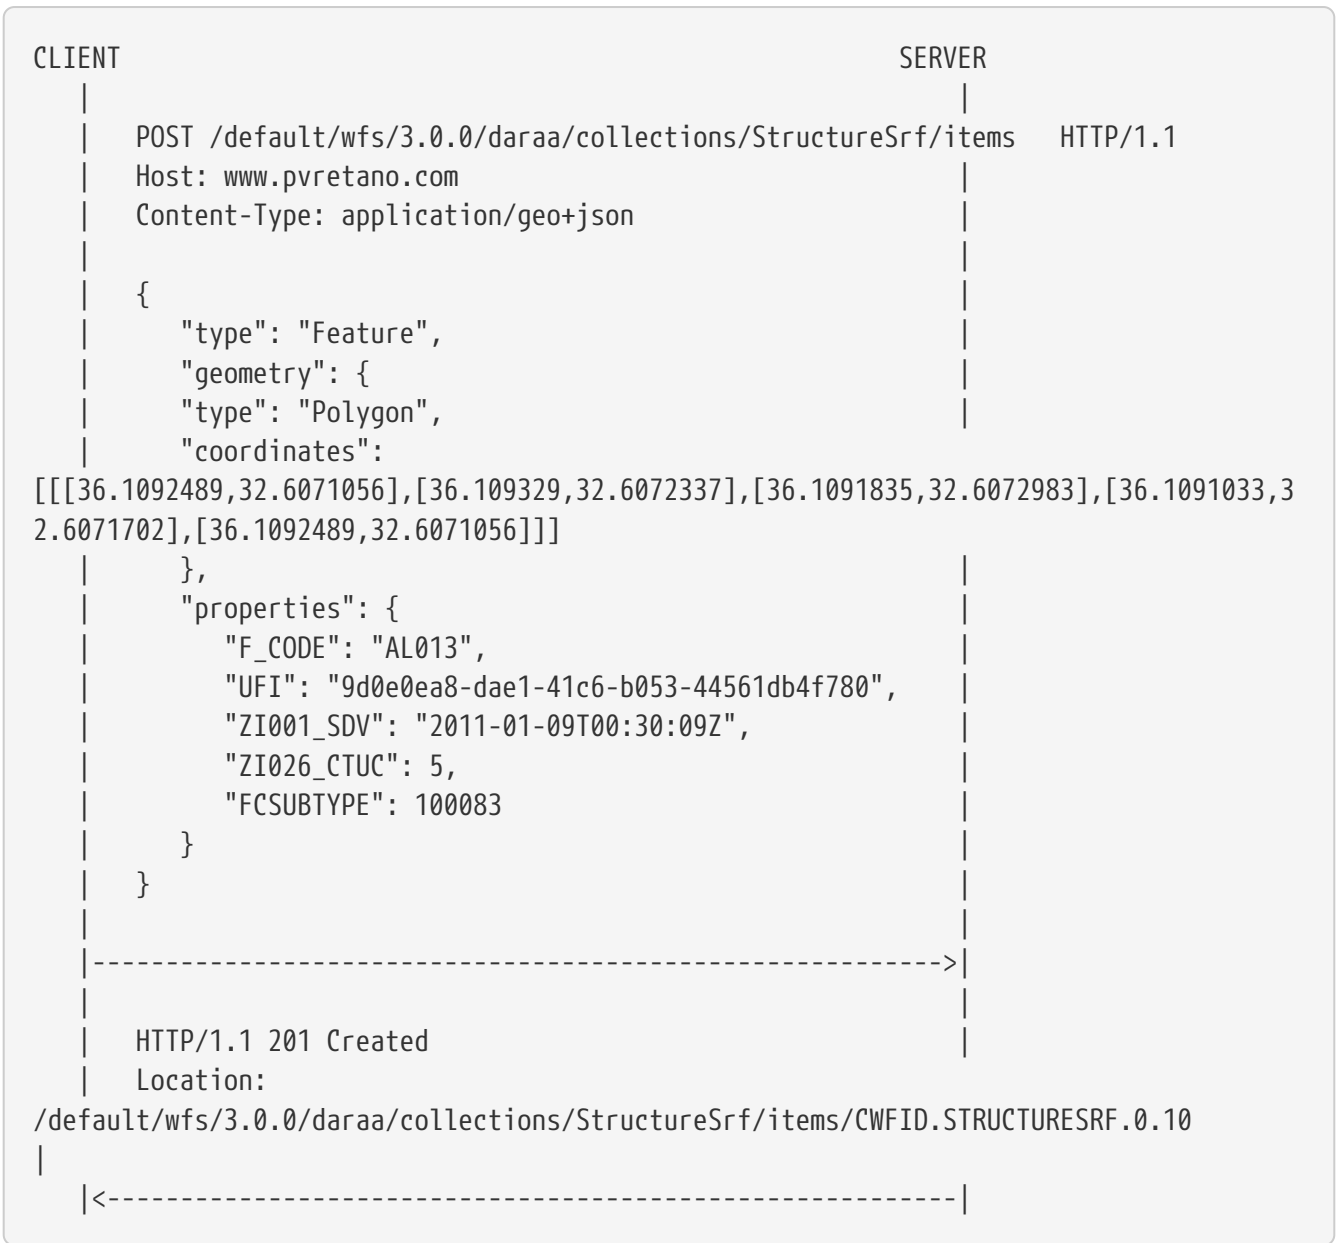 CLIENT                                                     SERVER
   |                                                           |
   |   POST /default/wfs/3.0.0/daraa/collections/StructureSrf/items   HTTP/1.1
   |   Host: www.pvretano.com                                  |
   |   Content-Type: application/geo+json                      |
   |                                                           |
   |   {                                                       |
   |      "type": "Feature",                                   |
   |      "geometry": {                                        |
   |      "type": "Polygon",                                   |
   |      "coordinates":
[[[36.1092489,32.6071056],[36.109329,32.6072337],[36.1091835,32.6072983],[36.1091033,3
2.6071702],[36.1092489,32.6071056]]]
   |      },                                                   |
   |      "properties": {                                      |
   |         "F_CODE": "AL013",                                |
   |         "UFI": "9d0e0ea8-dae1-41c6-b053-44561db4f780",    |
   |         "ZI001_SDV": "2011-01-09T00:30:09Z",              |
   |         "ZI026_CTUC": 5,                                  |
   |         "FCSUBTYPE": 100083                               |
   |      }                                                    |
   |   }                                                       |
   |                                                           |
   |---------------------------------------------------------->|
   |                                                           |
   |   HTTP/1.1 201 Created                                    |
   |   Location:
/default/wfs/3.0.0/daraa/collections/StructureSrf/items/CWFID.STRUCTURESRF.0.10
|
   |<----------------------------------------------------------|